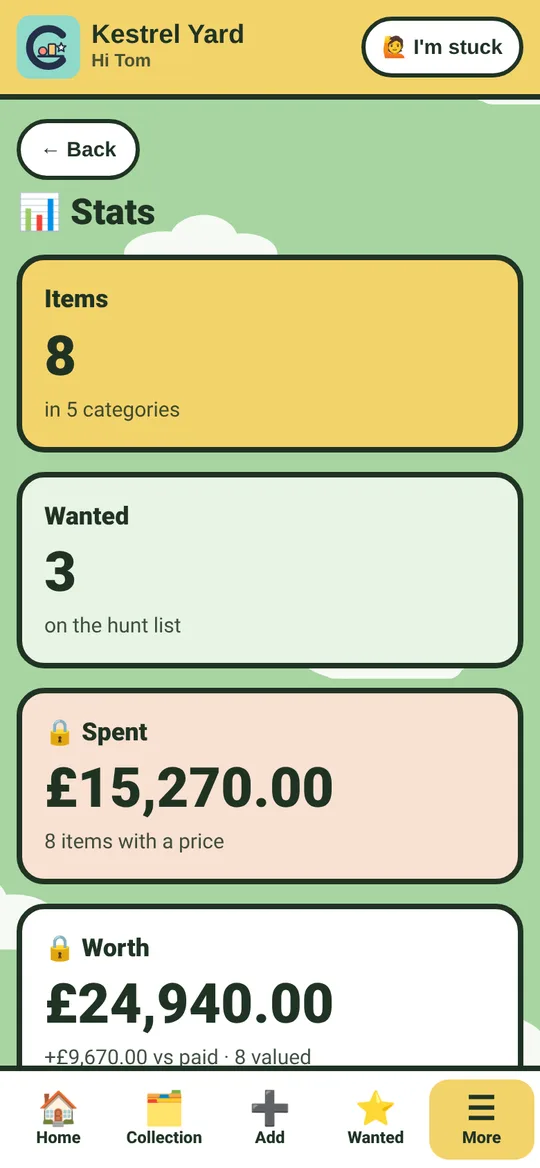 Kestrel Yard
Hi Tom
I'm stuck
← Back
Stats
Items
8
in 5 categories
Wanted
3
on the hunt list
Spent
£15,270.00
8 items with a price
Worth
£24,940.00
+£9,670.00 vs paid · 8 valued
Home
Collection
Add
Wanted
More